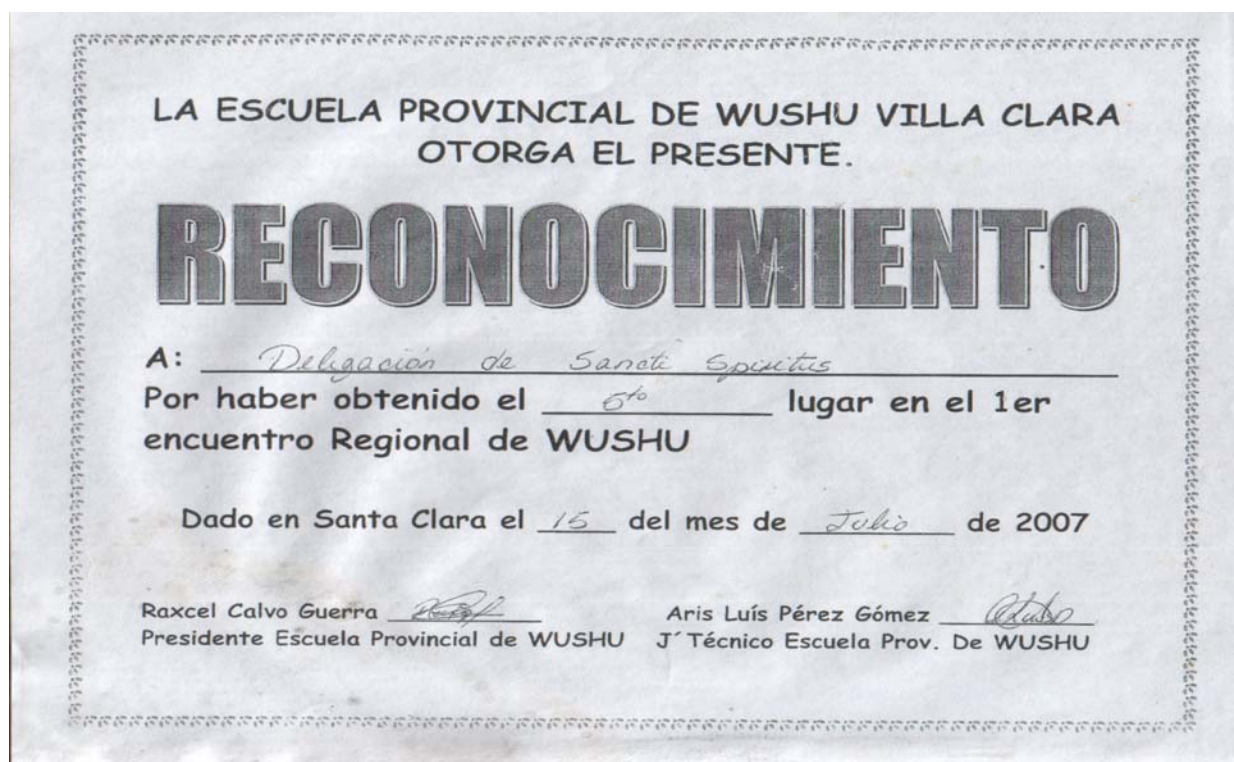 LA ESCUELA PROVINCIAL DE WUSHU VILLA CLARA
OTORGA EL PRESENTE.
RECONOCIMIENTO
A: Delegación de Sancti Spiritus
Por haber obtenido el 5to lugar en el 1er
encuentro Regional de WUSHU
Dado en Santa Clara el 15 del mes de Julio de 2007
Raxcel Calvo Guerra Aris Luís Pérez Gómez
Presidente Escuela Provincial de WUSHU J´Técnico Escuela Prov. De WUSHU